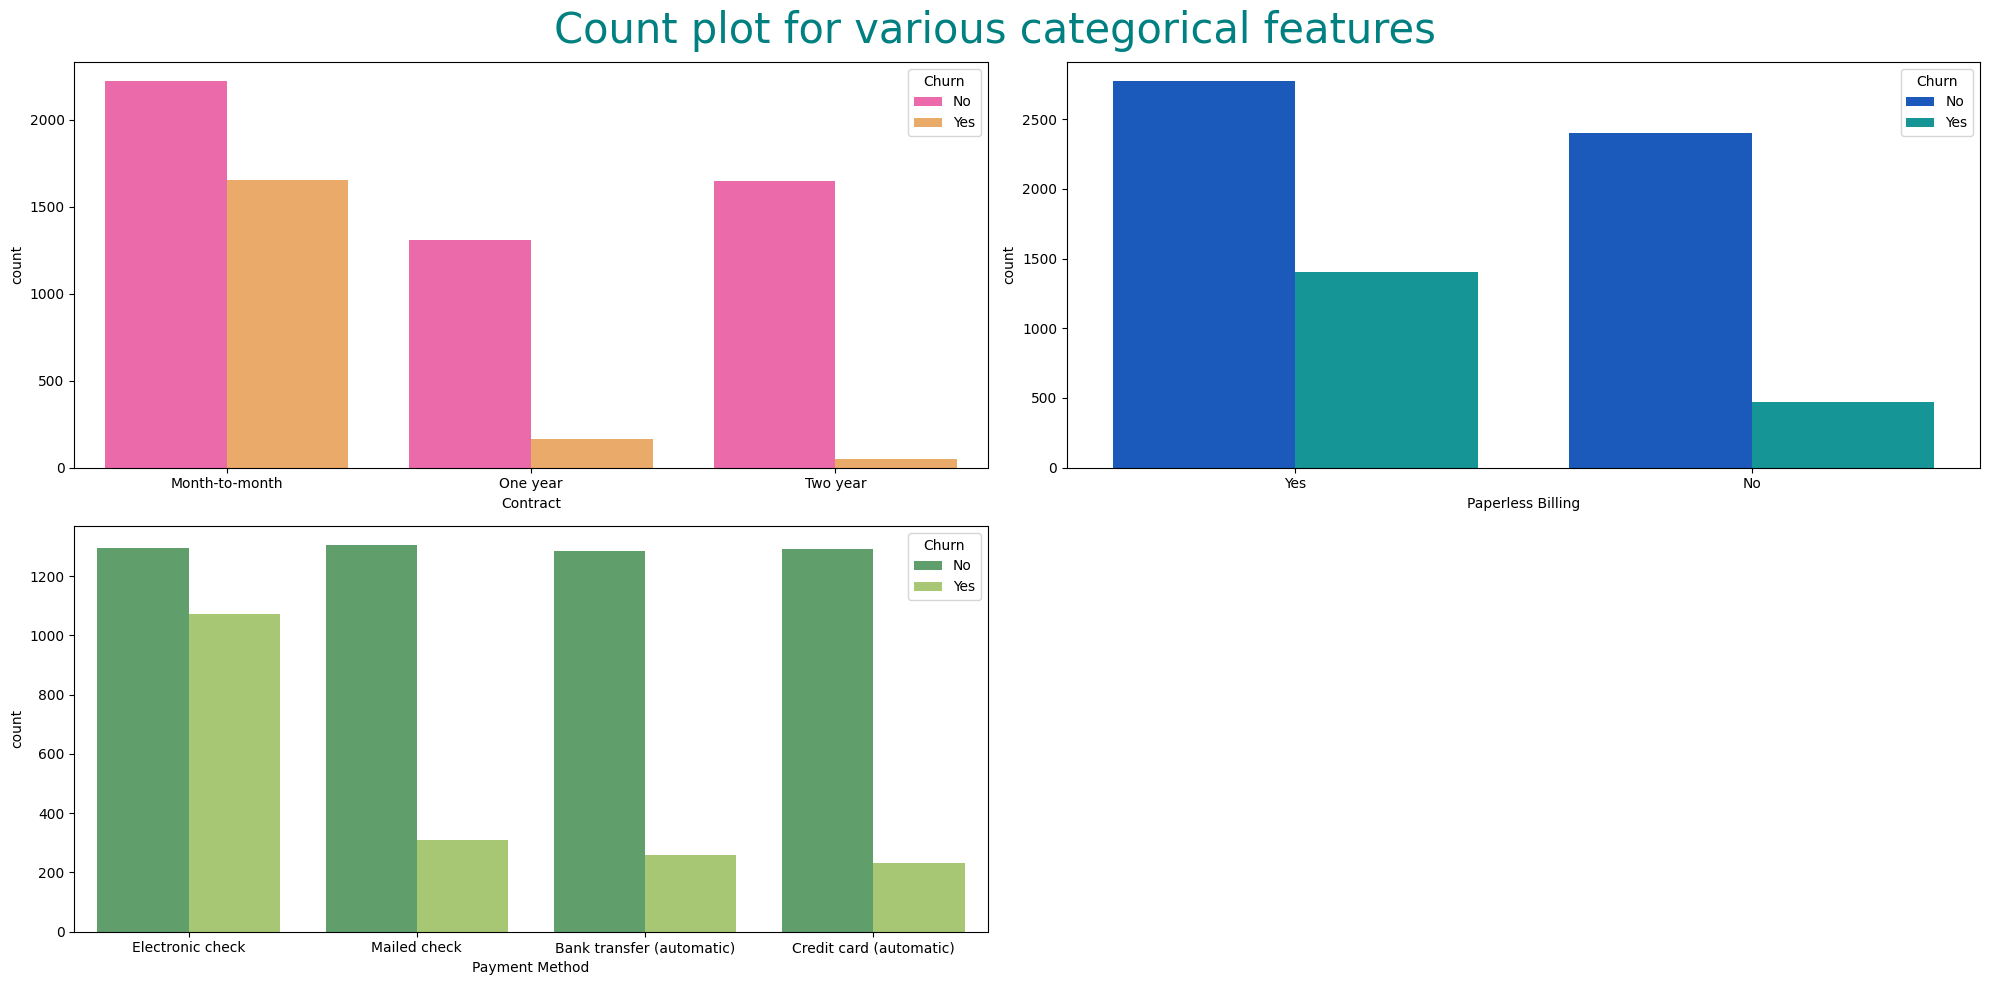 Count plot for various categorical features
Churn
No
Yes
2000
1500
1000
500
0
count
Month-to-month
One year
Two year
Contract
Churn
No
Yes
2500
2000
1500
1000
500
0
count
Yes
No
Paperless Billing
Churn
No
Yes
1200
1000
800
600
400
200
0
count
Electronic check
Mailed check
Bank transfer (automatic)
Credit card (automatic)
Payment Method